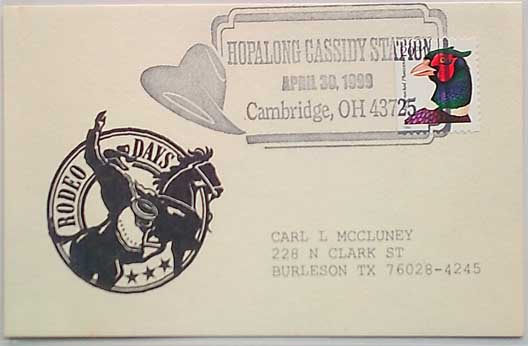 HOPALONG CASSIDY STATION
APRIL 30, 1999
Cambridge, OH 43725
RODEO DAYS
CARL L MCCLUNEY
228 N CLARK ST
BURLESON TX 76028-4245